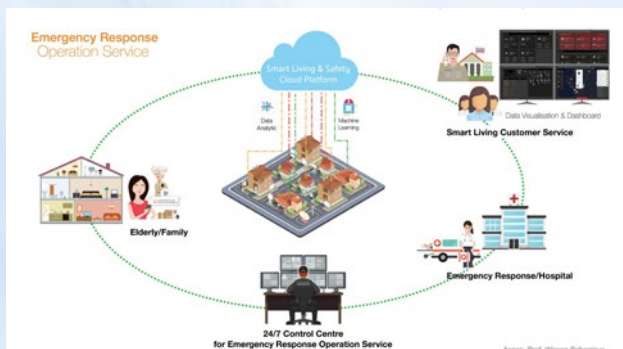 Emergency Response
Operation Service
Smart Living & Safety
Cloud Platform
Data
Analytic
Machine
Learning
Data Visualisation & Dashboard
Smart Living Customer Service
Elderly/Family
Emergency Response/Hospital
24/7 Control Centre
for Emergency Response Operation Service